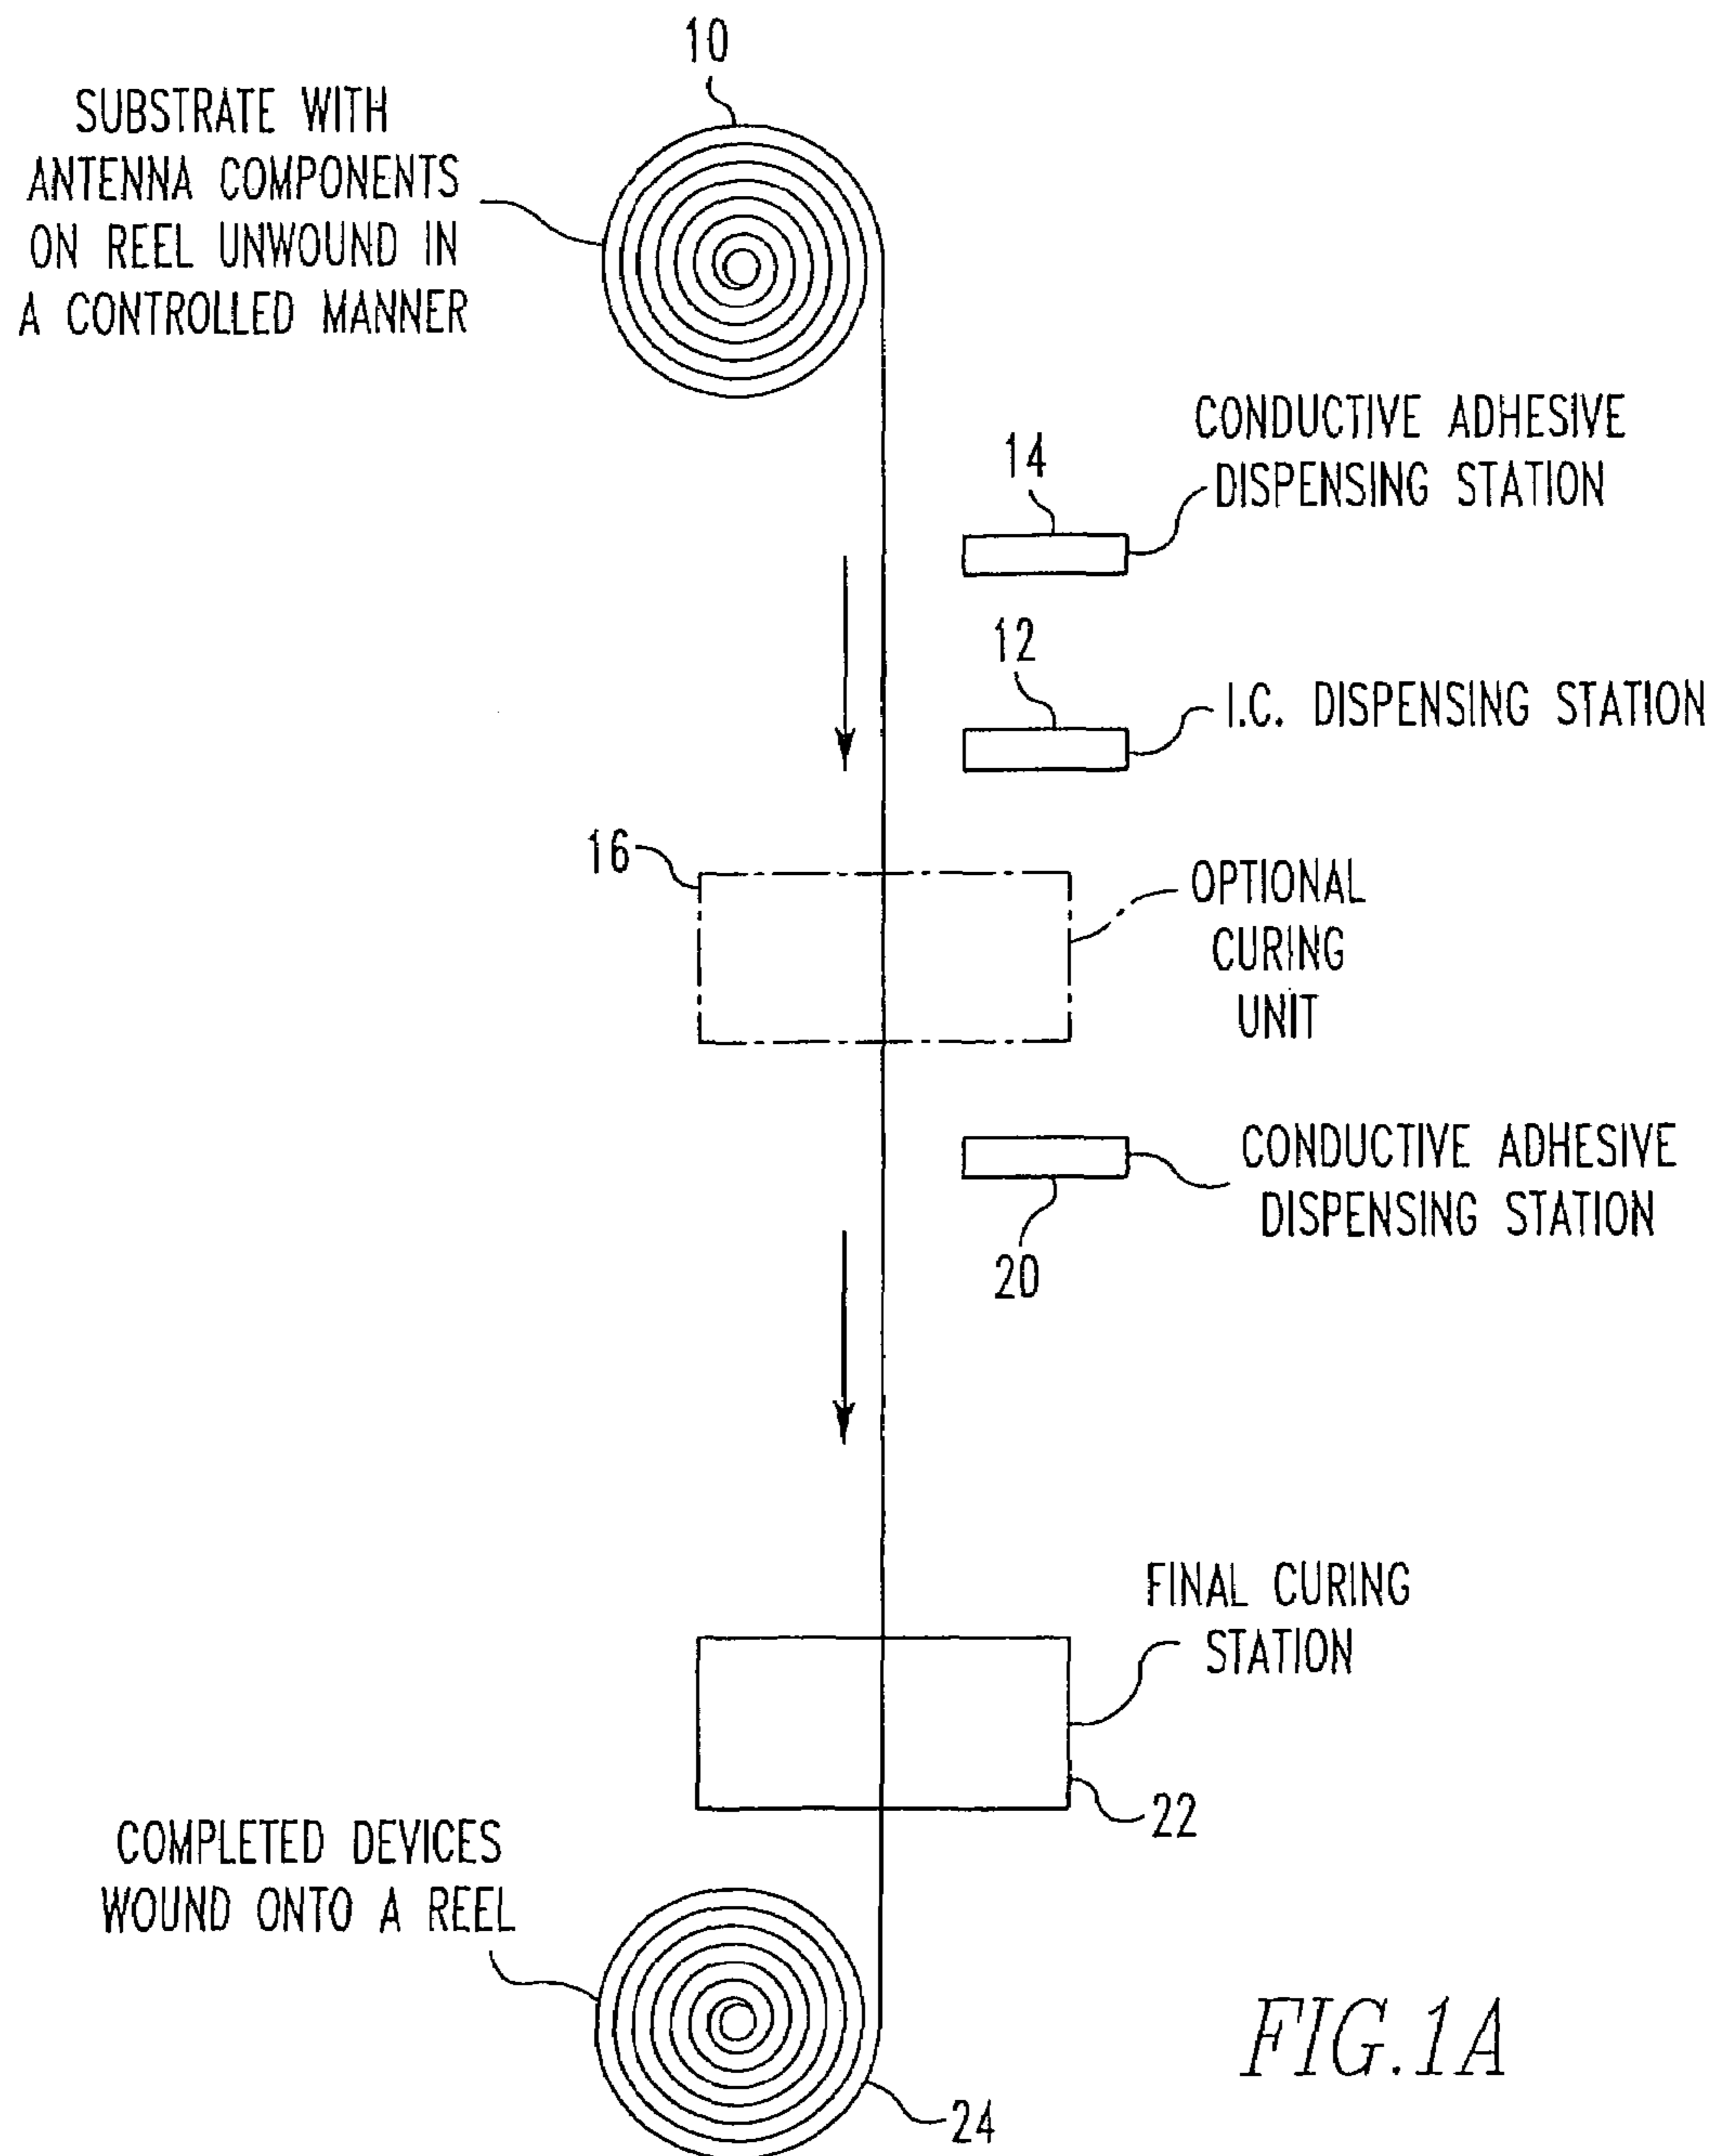 10
SUBSTRATE WITH
ANTENNA COMPONENTS
ON REEL UNWOUND IN
A CONTROLLED MANNER
14
CONDUCTIVE ADHESIVE
DISPENSING STATION
12
I.C. DISPENSING STATION
16
OPTIONAL
CURING
UNIT
CONDUCTIVE ADHESIVE
DISPENSING STATION
20
FINAL CURING
STATION
22
COMPLETED DEVICES
WOUND ONTO A REEL
24
FIG.1A